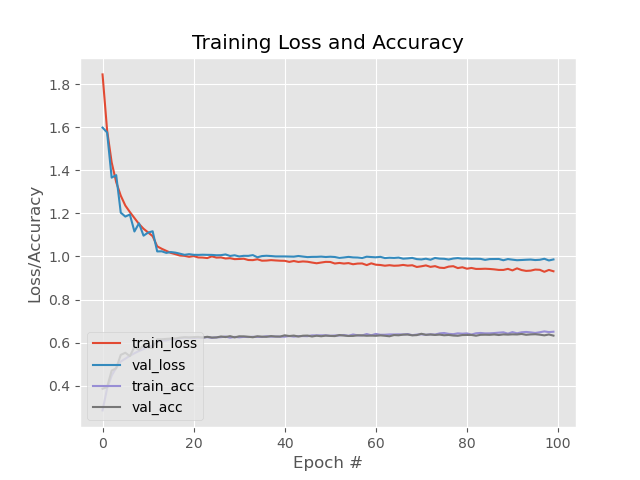 Training Loss and Accuracy
Loss/Accuracy
1.8
1.6
1.4
1.2
1.0
0.8
0.6
0.4
train_loss
val_loss
train_acc
val_acc
0 20 40 60 80 100
Epoch #